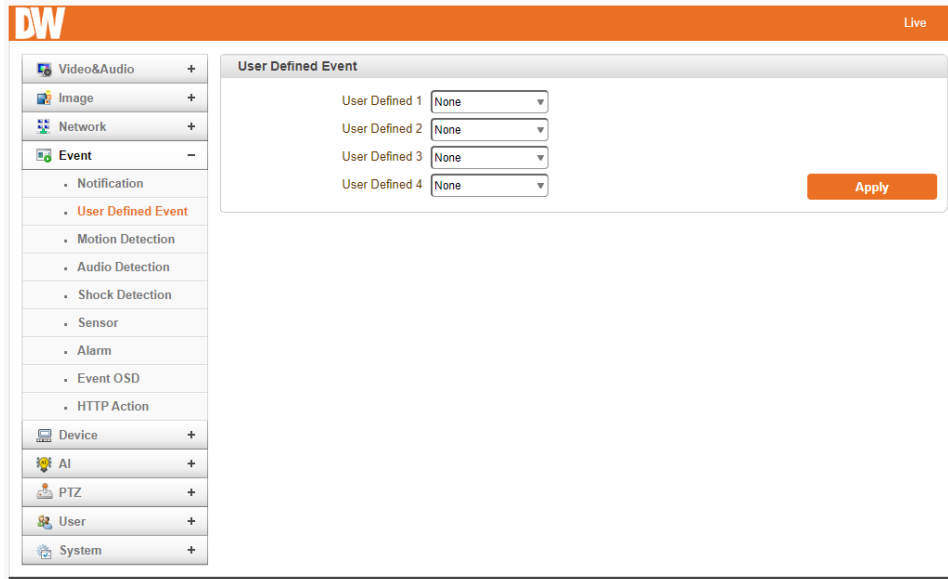 DW
Live
Video&Audio +
Image +
Network +
Event –
Notification
User Defined Event
Motion Detection
Audio Detection
Shock Detection
Sensor
Alarm
Event OSD
HTTP Action
Device +
AI +
PTZ +
User +
System +
User Defined Event
User Defined 1 None
User Defined 2 None
User Defined 3 None
User Defined 4 None
Apply